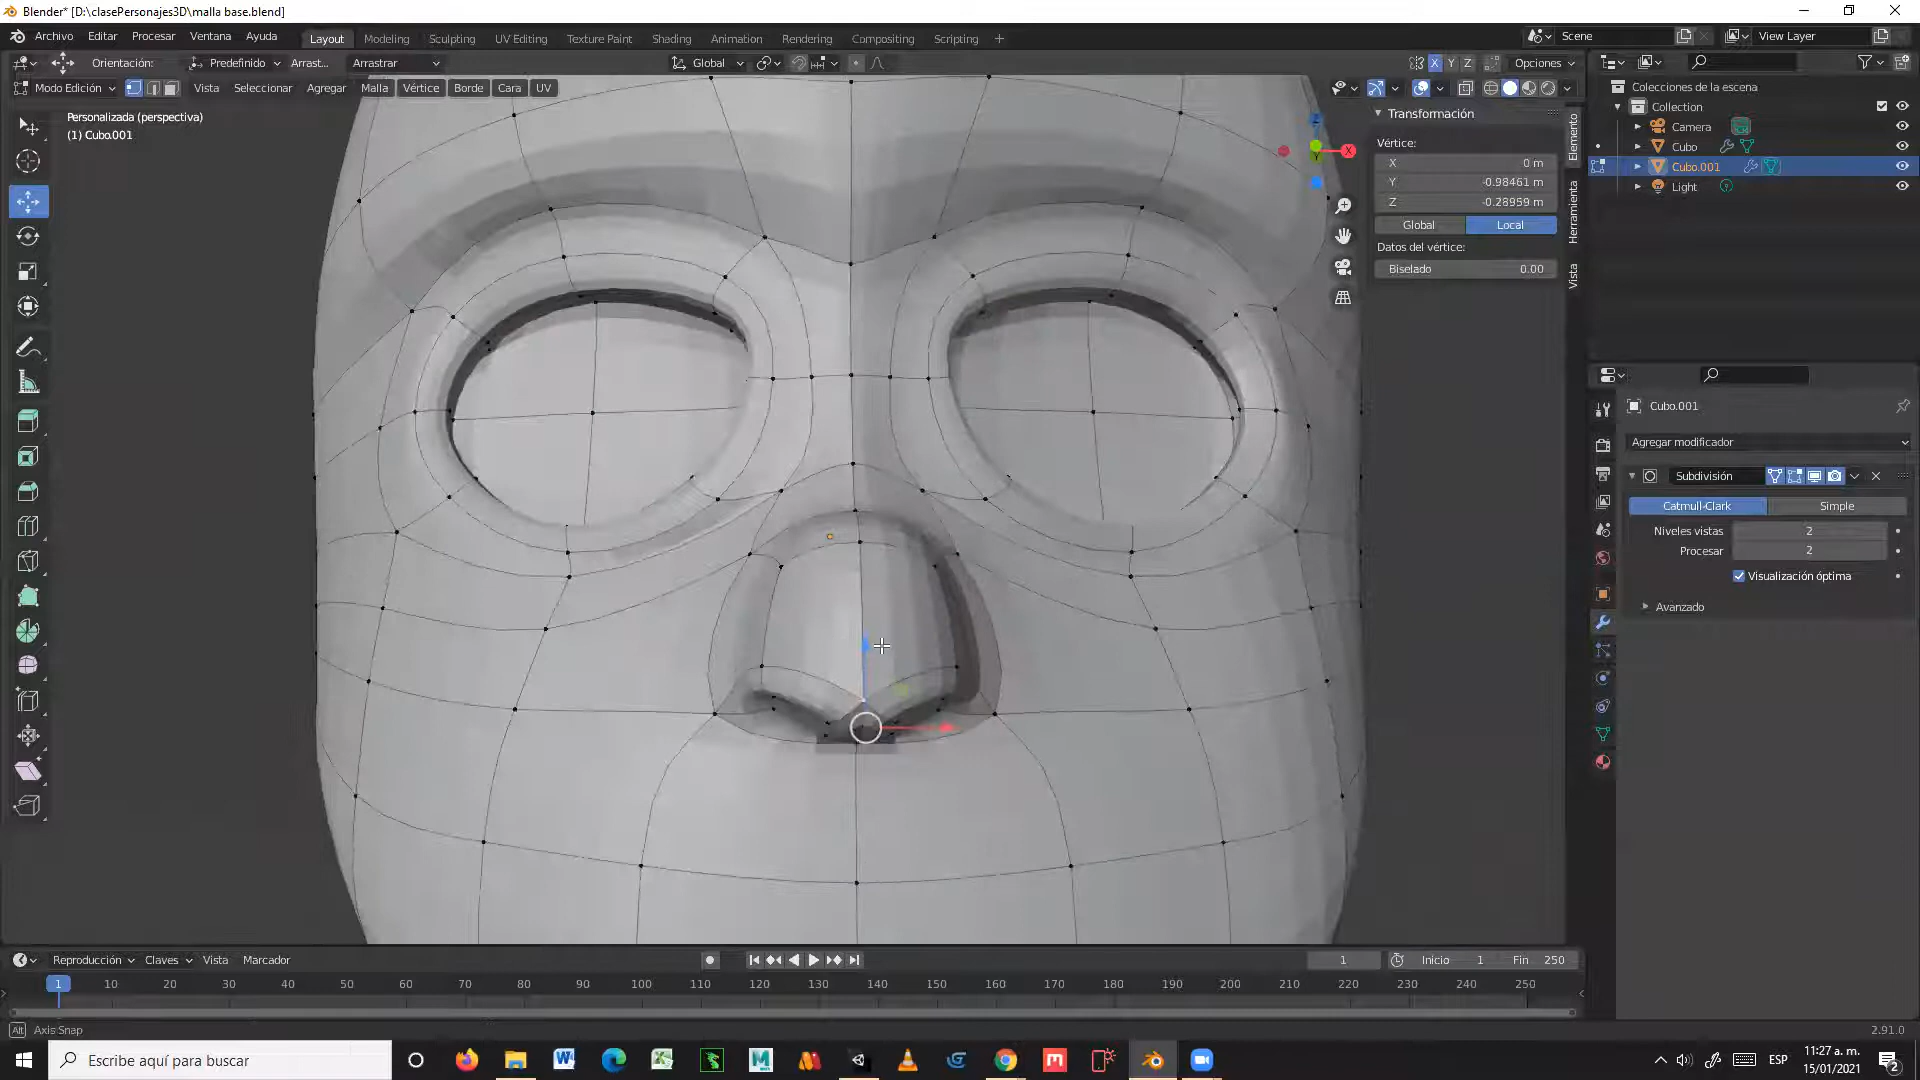 Blender* [D:\clasePersonajes3D\malla base.blend]
Archivo Editar Procesar Ventana Ayuda Layout Modeling Sculpting UV Editing Texture Paint Shading Animation Rendering Compositing Scripting + Scene View Layer
Orientación: Predefinido Arrast... Arrastrar Global X Y Z Opciones
Modo Edición Vista Seleccionar Agregar Malla Vértice Borde Cara UV
Personalizada (perspectiva)
(1) Cubo.001
Transformación
Vértice:
X 0 m
Y -0.98461 m
Z -0.28959 m
Global Local
Datos del vértice:
Biselado 0.00
Elemento
Herramienta
Vista
X
Colecciones de la escena
Collection
Camera
Cubo
Cubo.001
Light
Cubo.001
Agregar modificador
Subdivisión
Catmull-Clark Simple
Niveles vistas 2
Procesar 2
Visualización óptima
Avanzado
Reproducción Claves Vista Marcador 1 Inicio 1 Fin 250
1 10 20 30 40 50 60 70 80 90 100 110 120 130 140 150 160 170 180 190 200 210 220 230 240 250
Alt Axis Snap 2.91.0
Escribe aquí para buscar
ESP
11:27 a. m.
15/01/2021
2